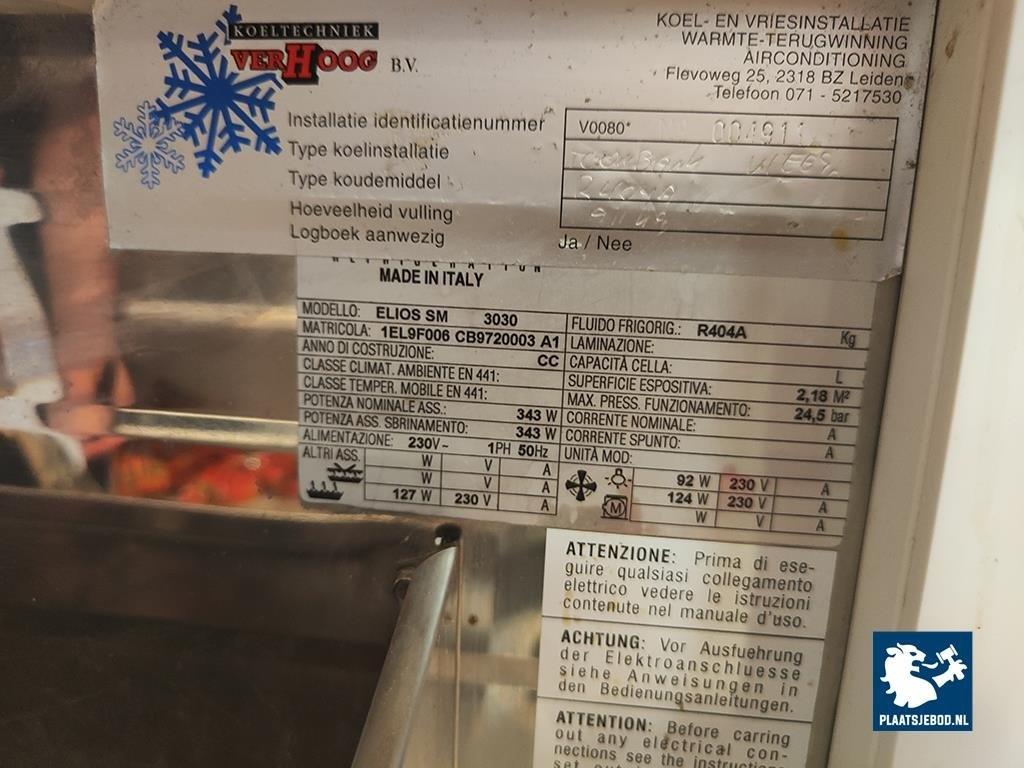 KOELTECHNIEK
VERHOOG B.V.
KOEL- EN VRIESINSTALLATIE
WARMTE-TERUGWINNING
AIRCONDITIONING
Flevoweg 25, 2318 BZ Leiden
Telefoon 071 - 5217530
Installatie identificatienummer V0080* 004911
Type koelinstallatie
Type koudemiddel
Hoeveelheid vulling
Logboek aanwezig Ja / Nee
REFRIGERATION
MADE IN ITALY
MODELLO: ELIOS SM 3030
MATRICOLA: 1EL9F006 CB9720003 A1
ANNO DI COSTRUZIONE: CC
CLASSE CLIMAT. AMBIENTE EN 441:
CLASSE TEMPER. MOBILE EN 441:
POTENZA NOMINALE ASS.: 343 W
POTENZA ASS. SBRINAMENTO: 343 W
ALIMENTAZIONE: 230V~ 1PH 50Hz
ALTRI ASS. W V A
W V A
127 W 230 V A
FLUIDO FRIGORIG.: R404A Kg
LAMINAZIONE:
CAPACITÀ CELLA: L
SUPERFICIE ESPOSITIVA: 2,18 M²
MAX. PRESS. FUNZIONAMENTO: 24,5 bar
CORRENTE NOMINALE: A
CORRENTE SPUNTO: A
UNITÀ MOD:
92 W 230 V A
M 124 W 230 V A
W V A
ATTENZIONE: Prima di ese-
guire qualsiasi collegamento
elettrico vedere le istruzioni
contenute nel manuale d'uso.
ACHTUNG: Vor Ausfuehrung
der Elektroanschluesse
siehe Anweisungen in
den Bedienungsanleitungen.
ATTENTION: Before carring
out any electrical con-
nections see the instructions
set
PLAATSJEBOD.NL